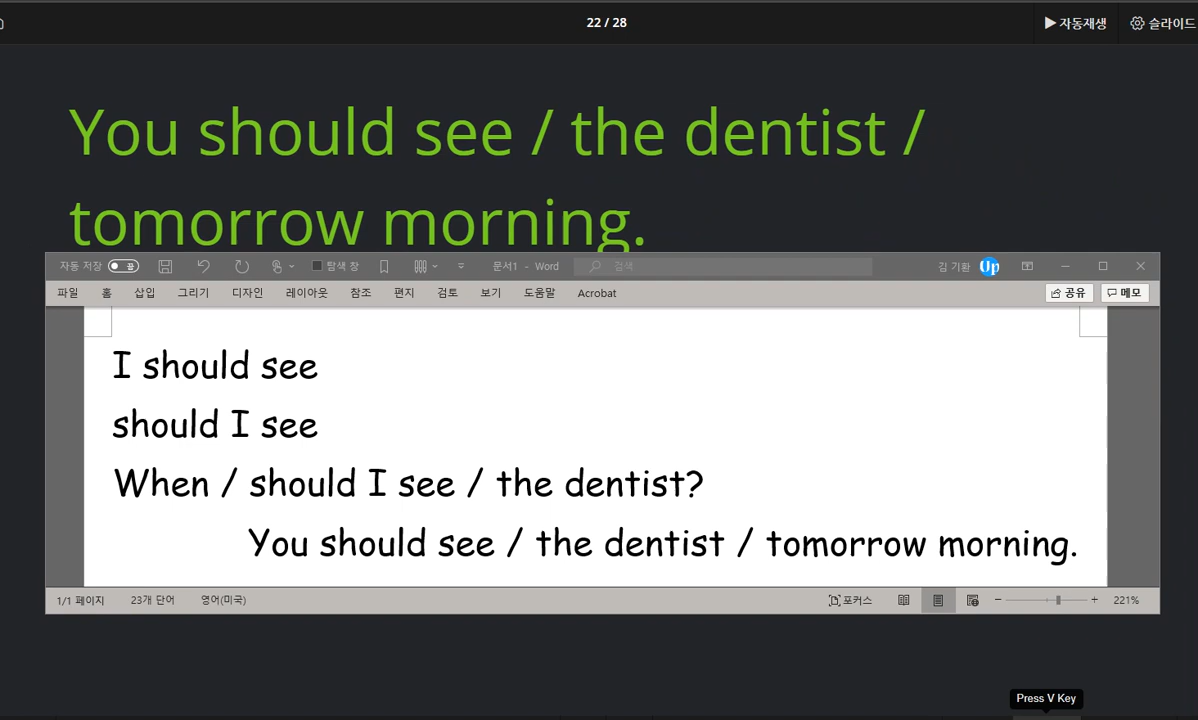 22 / 28
▶ 자동재생
슬라이드
You should see / the dentist /
tomorrow morning.
자동 저장 끔
탐색 창
문서1 - Word
검색
김 기환
Up
파일 홈 삽입 그리기 디자인 레이아웃 참조 편지 검토 보기 도움말 Acrobat
공유
메모
I should see
should I see
When / should I see / the dentist?
You should see / the dentist / tomorrow morning.
1/1 페이지 23개 단어 영어(미국)
포커스
221%
Press V Key